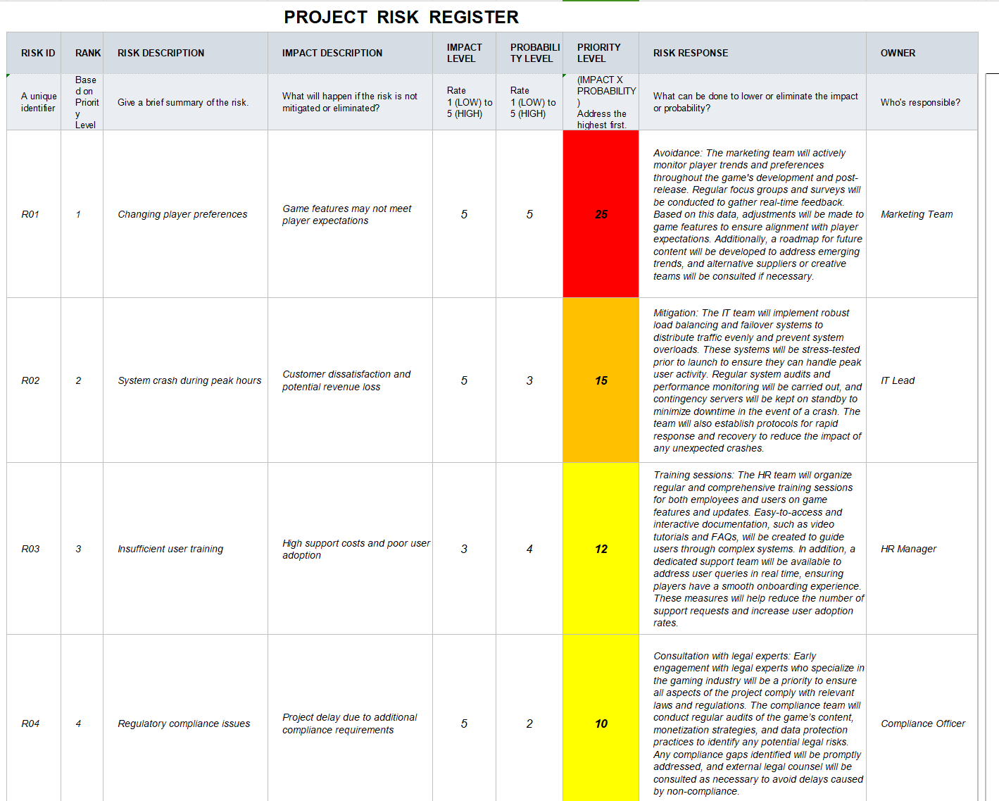 PROJECT RISK REGISTER
RISK ID
RANK
RISK DESCRIPTION
IMPACT DESCRIPTION
IMPACT
LEVEL
PROBABILI
TY LEVEL
PRIORITY
LEVEL
RISK RESPONSE
OWNER
A unique
identifier
Base
d on
Priorit
y
Level
Give a brief summary of the risk.
What will happen if the risk is not
mitigated or eliminated?
Rate
1 (LOW) to
5 (HIGH)
Rate
1 (LOW) to
5 (HIGH)
(IMPACT X
PROBABILITY
)
Address the
highest first.
What can be done to lower or eliminate the impact
or probability?
Who's responsible?
R01
1
Changing player preferences
Game features may not meet
player expectations
5
5
25
Avoidance: The marketing team will actively
monitor player trends and preferences
throughout the game's development and post-
release. Regular focus groups and surveys will
be conducted to gather real-time feedback.
Based on this data, adjustments will be made to
game features to ensure alignment with player
expectations. Additionally, a roadmap for future
content will be developed to address emerging
trends, and alternative suppliers or creative
teams will be consulted if necessary.
Marketing Team
R02
2
System crash during peak hours
Customer dissatisfaction and
potential revenue loss
5
3
15
Mitigation: The IT team will implement robust
load balancing and failover systems to
distribute traffic evenly and prevent system
overloads. These systems will be stress-tested
prior to launch to ensure they can handle peak
user activity. Regular system audits and
performance monitoring will be carried out, and
contingency servers will be kept on standby to
minimize downtime in the event of a crash. The
team will also establish protocols for rapid
response and recovery to reduce the impact of
any unexpected crashes.
IT Lead
R03
3
Insufficient user training
High support costs and poor user
adoption
3
4
12
Training sessions: The HR team will organize
regular and comprehensive training sessions
for both employees and users on game
features and updates. Easy-to-access and
interactive documentation, such as video
tutorials and FAQs, will be created to guide
users through complex systems. In addition, a
dedicated support team will be available to
address user queries in real time, ensuring
players have a smooth onboarding experience.
These measures will help reduce the number of
support requests and increase user adoption
rates.
HR Manager
R04
4
Regulatory compliance issues
Project delay due to additional
compliance requirements
5
2
10
Consultation with legal experts: Early
engagement with legal experts who specialize in
the gaming industry will be a priority to ensure
all aspects of the project comply with relevant
laws and regulations. The compliance team will
conduct regular audits of the game's content,
monetization strategies, and data protection
practices to identify any potential legal risks.
Any compliance gaps identified will be promptly
addressed, and external legal counsel will be
consulted as necessary to avoid delays caused
by non-compliance.
Compliance Officer